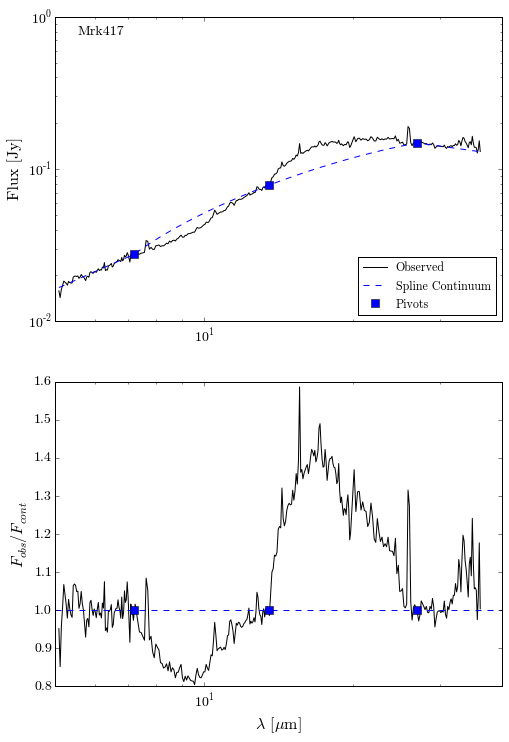 10^0
Mrk417
Flux [Jy]
10^-1
Observed
Spline Continuum
Pivots
10^-2
10^1
1.6
1.5
1.4
1.3
1.2
F_obs/F_cont
1.1
1.0
0.9
0.8
10^1
λ [μm]